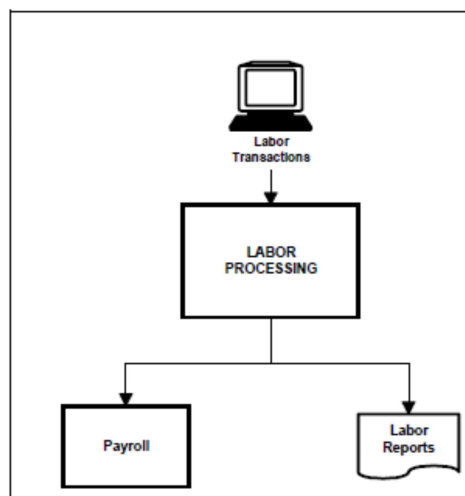 Labor
Transactions
LABOR
PROCESSING
Payroll
Labor
Reports